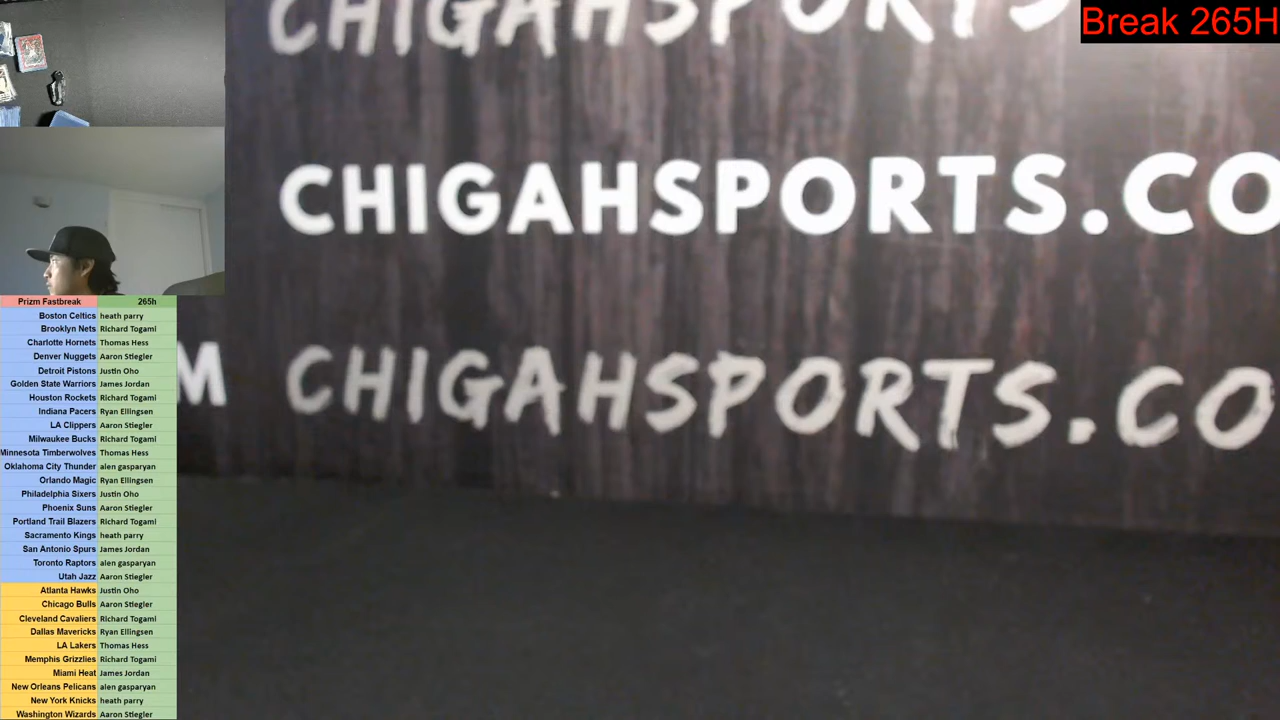 Break 265H
CHIGAHSPORTS
CHIGAHSPORTS.CO
M CHIGAHSPORTS.CO
Prizm Fastbreak 265h
Boston Celtics heath parry
Brooklyn Nets Richard Togami
Charlotte Hornets Thomas Hess
Denver Nuggets Aaron Stiegler
Detroit Pistons Justin Oho
Golden State Warriors James Jordan
Houston Rockets Richard Togami
Indiana Pacers Ryan Ellingsen
LA Clippers Aaron Stiegler
Milwaukee Bucks Richard Togami
Minnesota Timberwolves Thomas Hess
Oklahoma City Thunder alen gasparyan
Orlando Magic Ryan Ellingsen
Philadelphia Sixers Justin Oho
Phoenix Suns Aaron Stiegler
Portland Trail Blazers Richard Togami
Sacramento Kings heath parry
San Antonio Spurs James Jordan
Toronto Raptors alen gasparyan
Utah Jazz Aaron Stiegler
Atlanta Hawks Justin Oho
Chicago Bulls Aaron Stiegler
Cleveland Cavaliers Richard Togami
Dallas Mavericks Ryan Ellingsen
LA Lakers Thomas Hess
Memphis Grizzlies Richard Togami
Miami Heat James Jordan
New Orleans Pelicans alen gasparyan
New York Knicks heath parry
Washington Wizards Aaron Stiegler